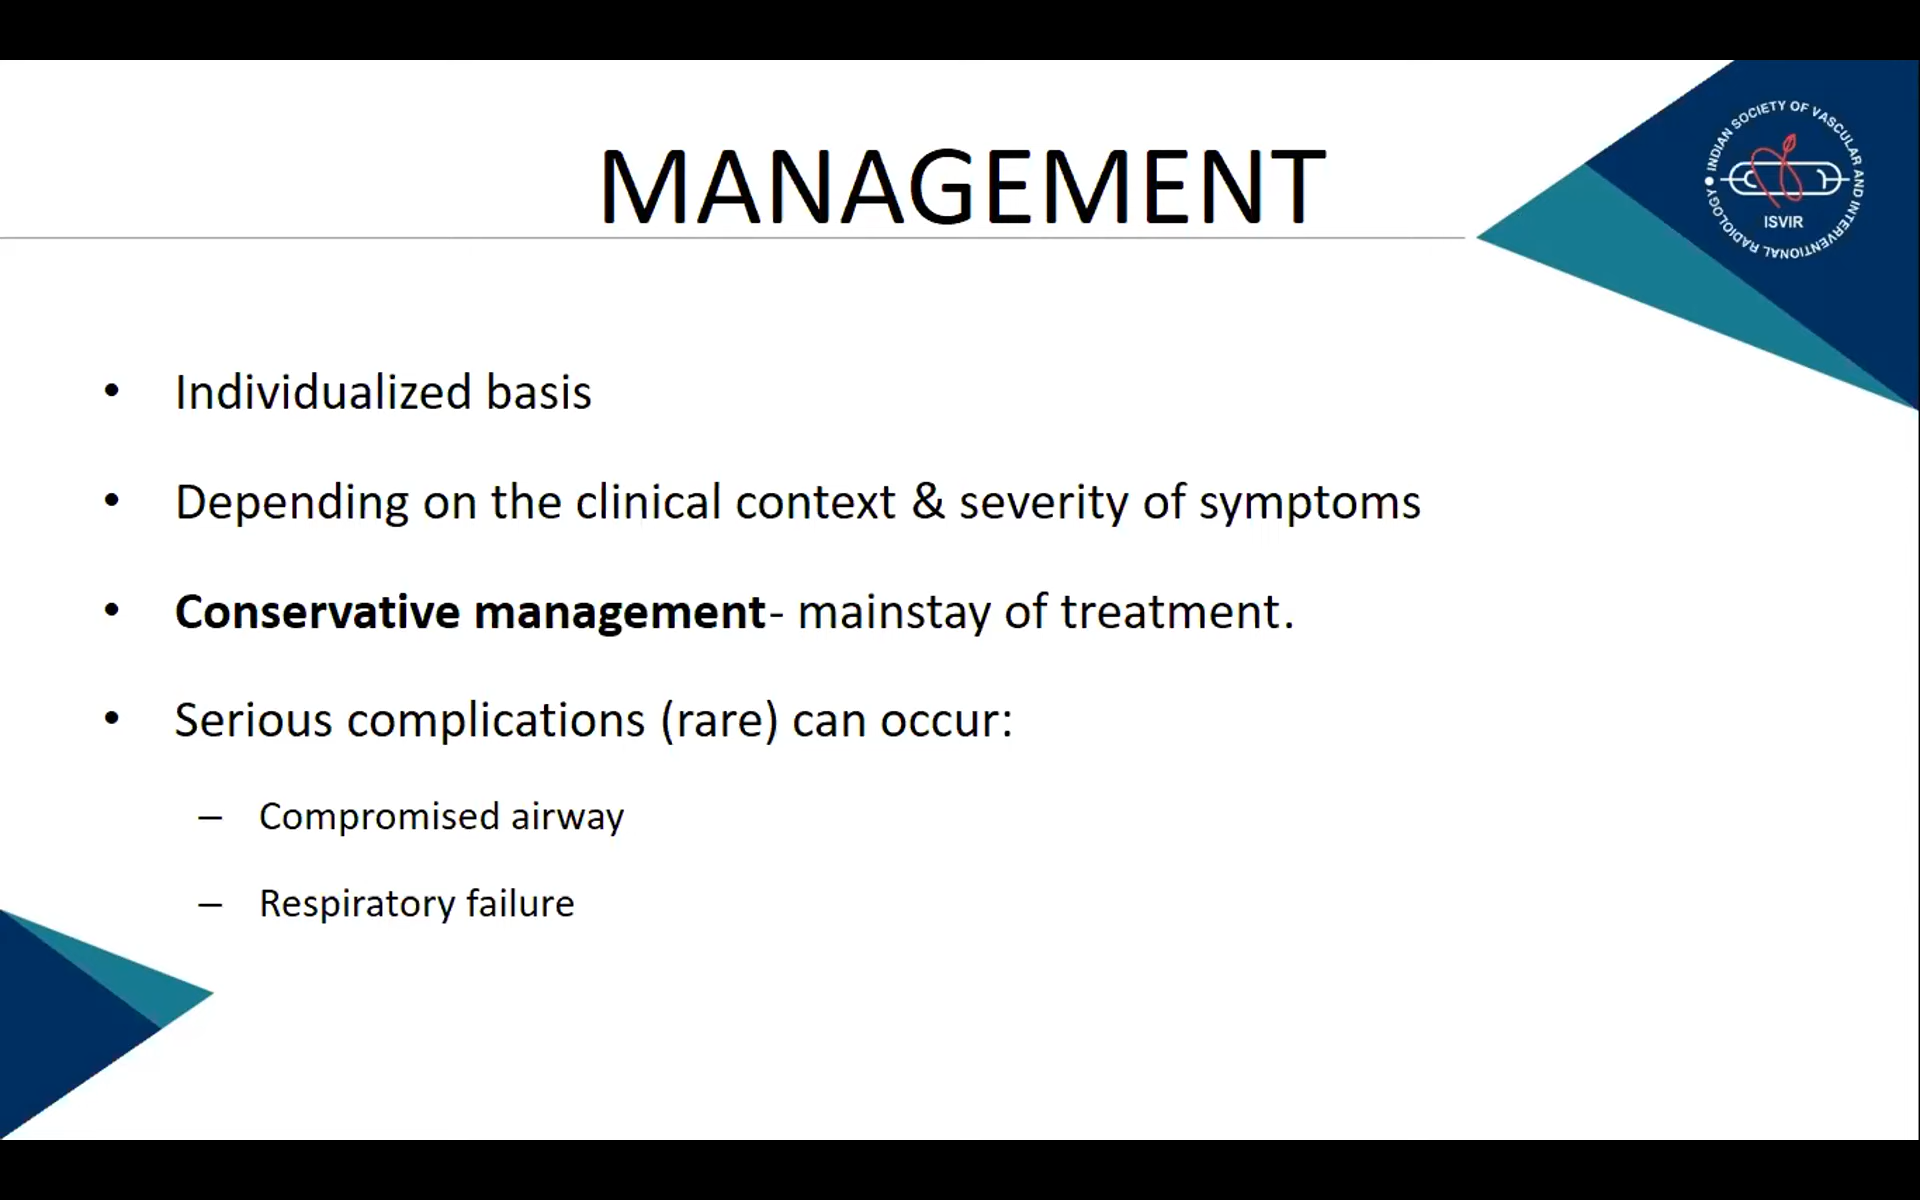 MANAGEMENT
INDIAN SOCIETY OF VASCULAR AND INTERVENTIONAL RADIOLOGY
ISVIR
• Individualized basis
• Depending on the clinical context & severity of symptoms
• Conservative management- mainstay of treatment.
• Serious complications (rare) can occur:
– Compromised airway
– Respiratory failure